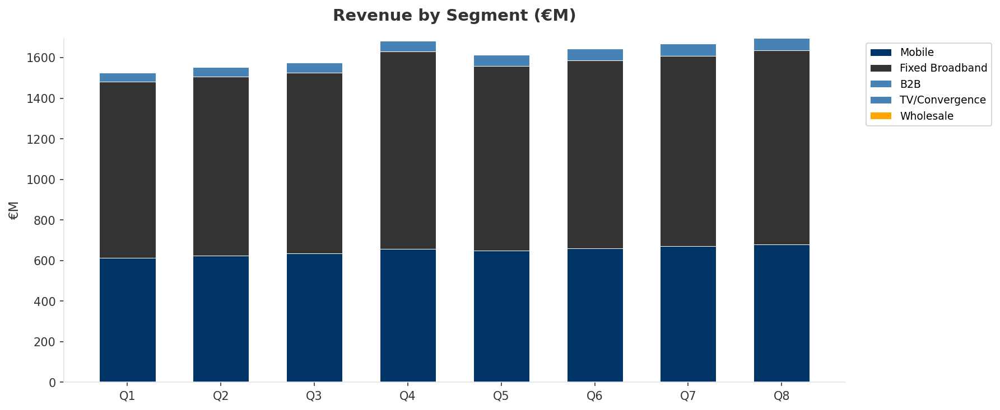 Revenue by Segment (€M)
€M
1600
1400
1200
1000
800
600
400
200
0
Q1 Q2 Q3 Q4 Q5 Q6 Q7 Q8
Mobile
Fixed Broadband
B2B
TV/Convergence
Wholesale